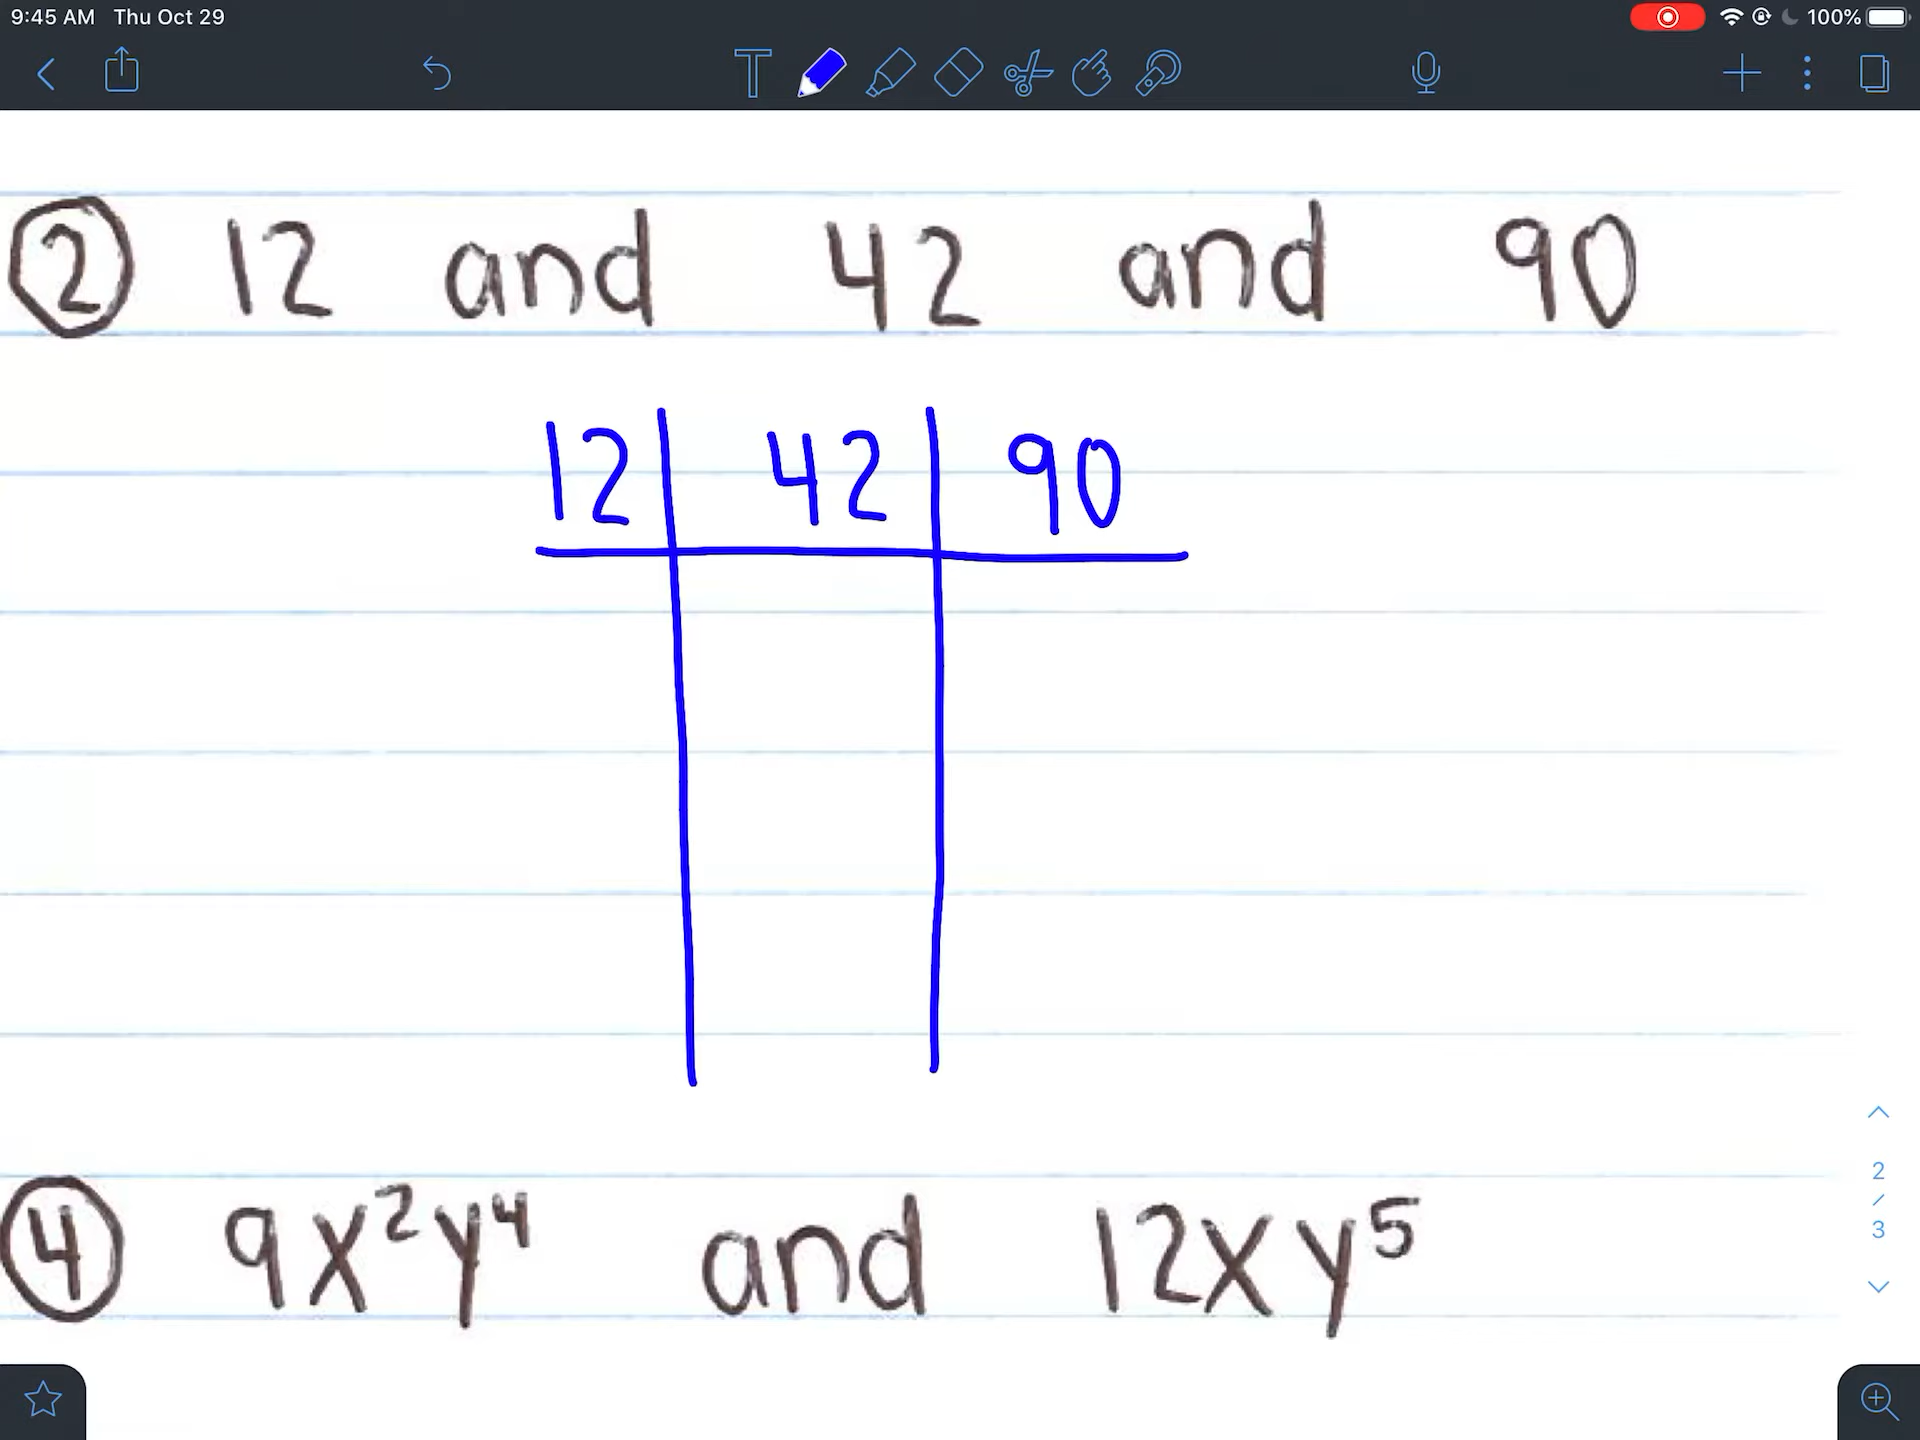 9:45 AM Thu Oct 29 100%
T
② 12 and 42 and 90
12 42 90
2
/
3
④ 9x²y⁴ and 12xy⁵